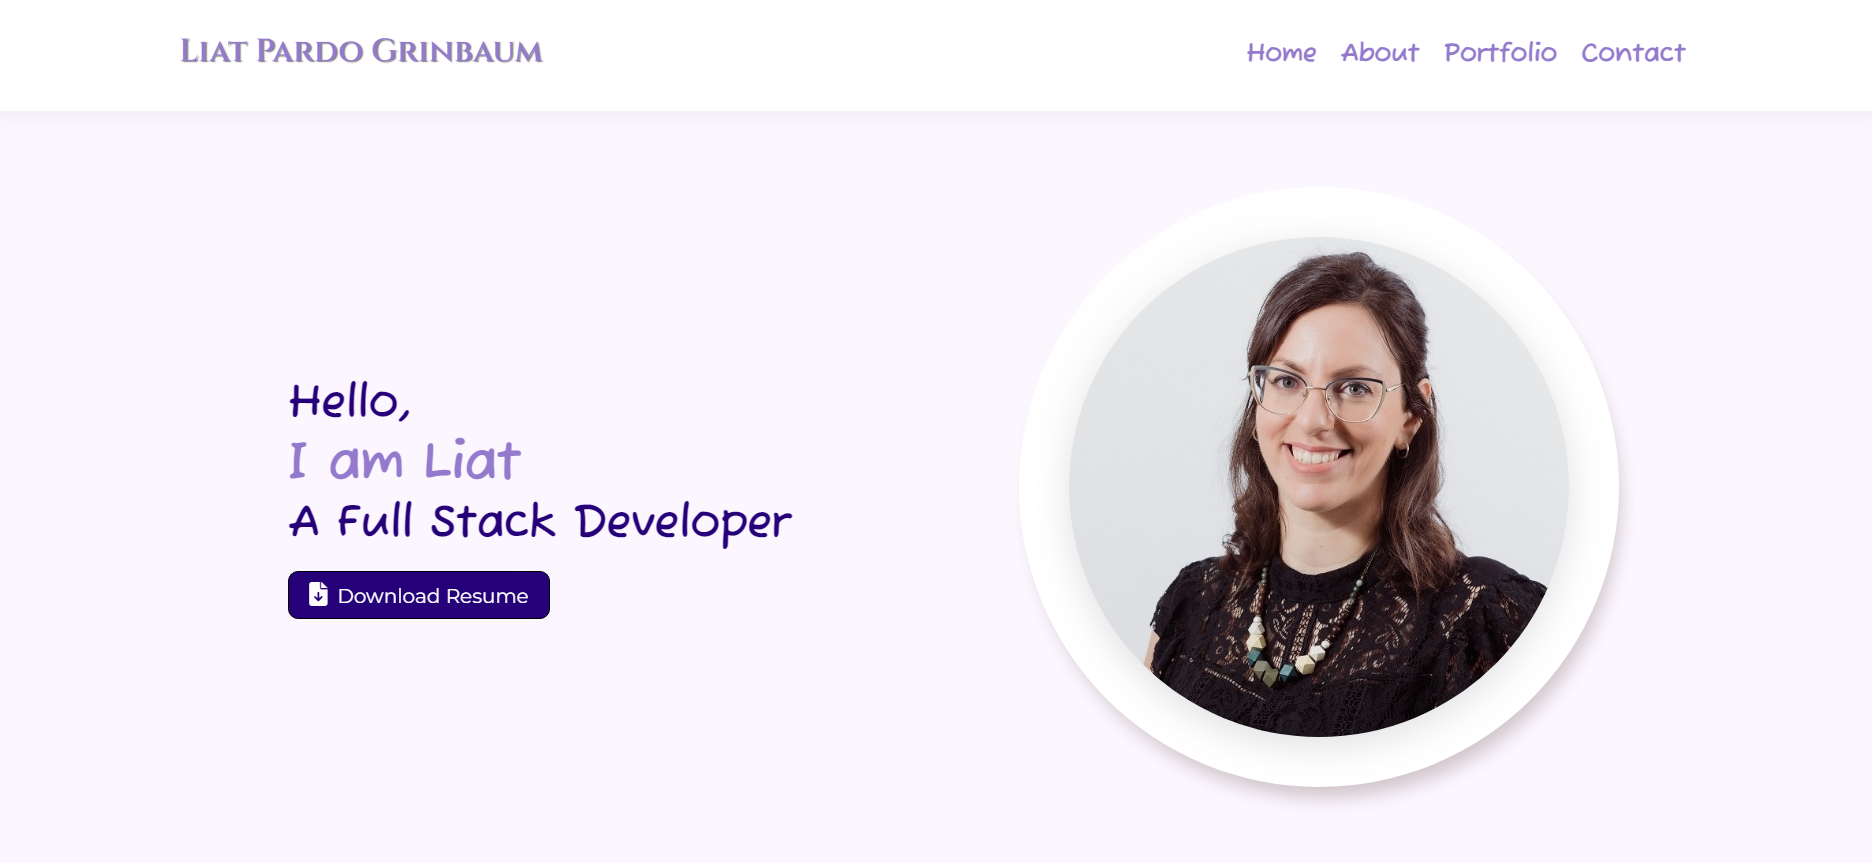 Liat Pardo Grinbaum
Home About Portfolio Contact
Hello,
I am Liat
A Full Stack Developer
Download Resume